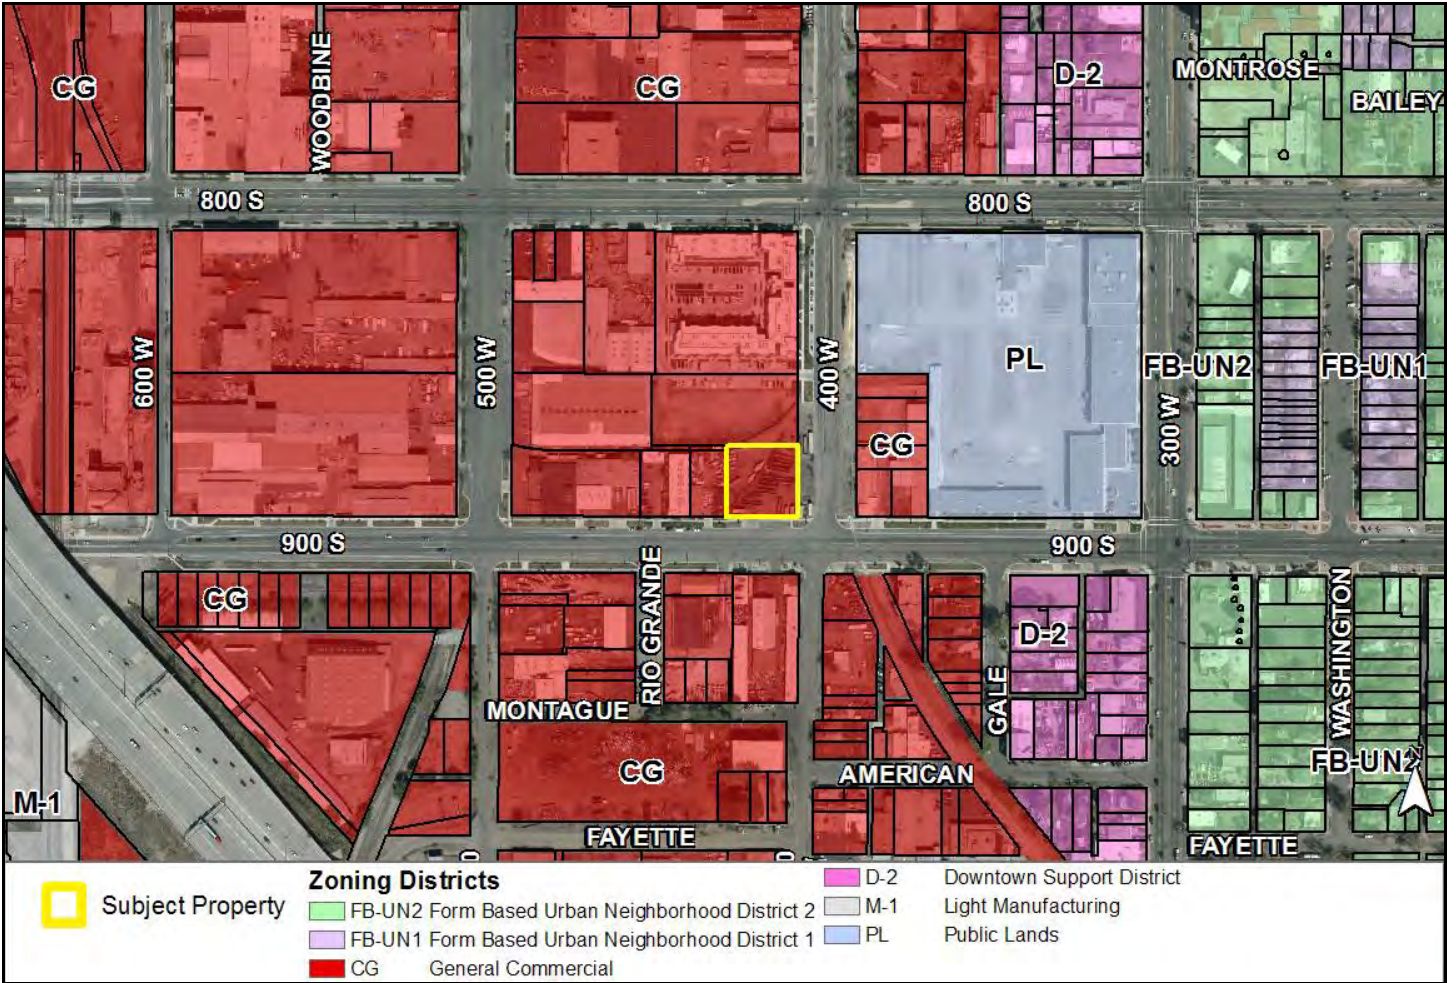 WOODBINE
CG
CG
D-2
MONTROSE
BAILEY
800 S
800 S
600 W
500 W
400 W
300 W
PL
CG
FB-UN2
FB-UN1
900 S
900 S
CG
RIO GRANDE
D-2
GALE
WASHINGTON
MONTAGUE
CG
AMERICAN
FB-UN2
N
M-1
FAYETTE
FAYETTE
Subject Property
Zoning Districts
FB-UN2 Form Based Urban Neighborhood District 2
FB-UN1 Form Based Urban Neighborhood District 1
CG General Commercial
D-2 Downtown Support District
M-1 Light Manufacturing
PL Public Lands